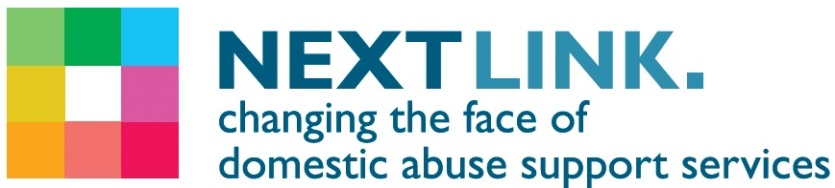 NEXTLINK.
changing the face of
domestic abuse support services